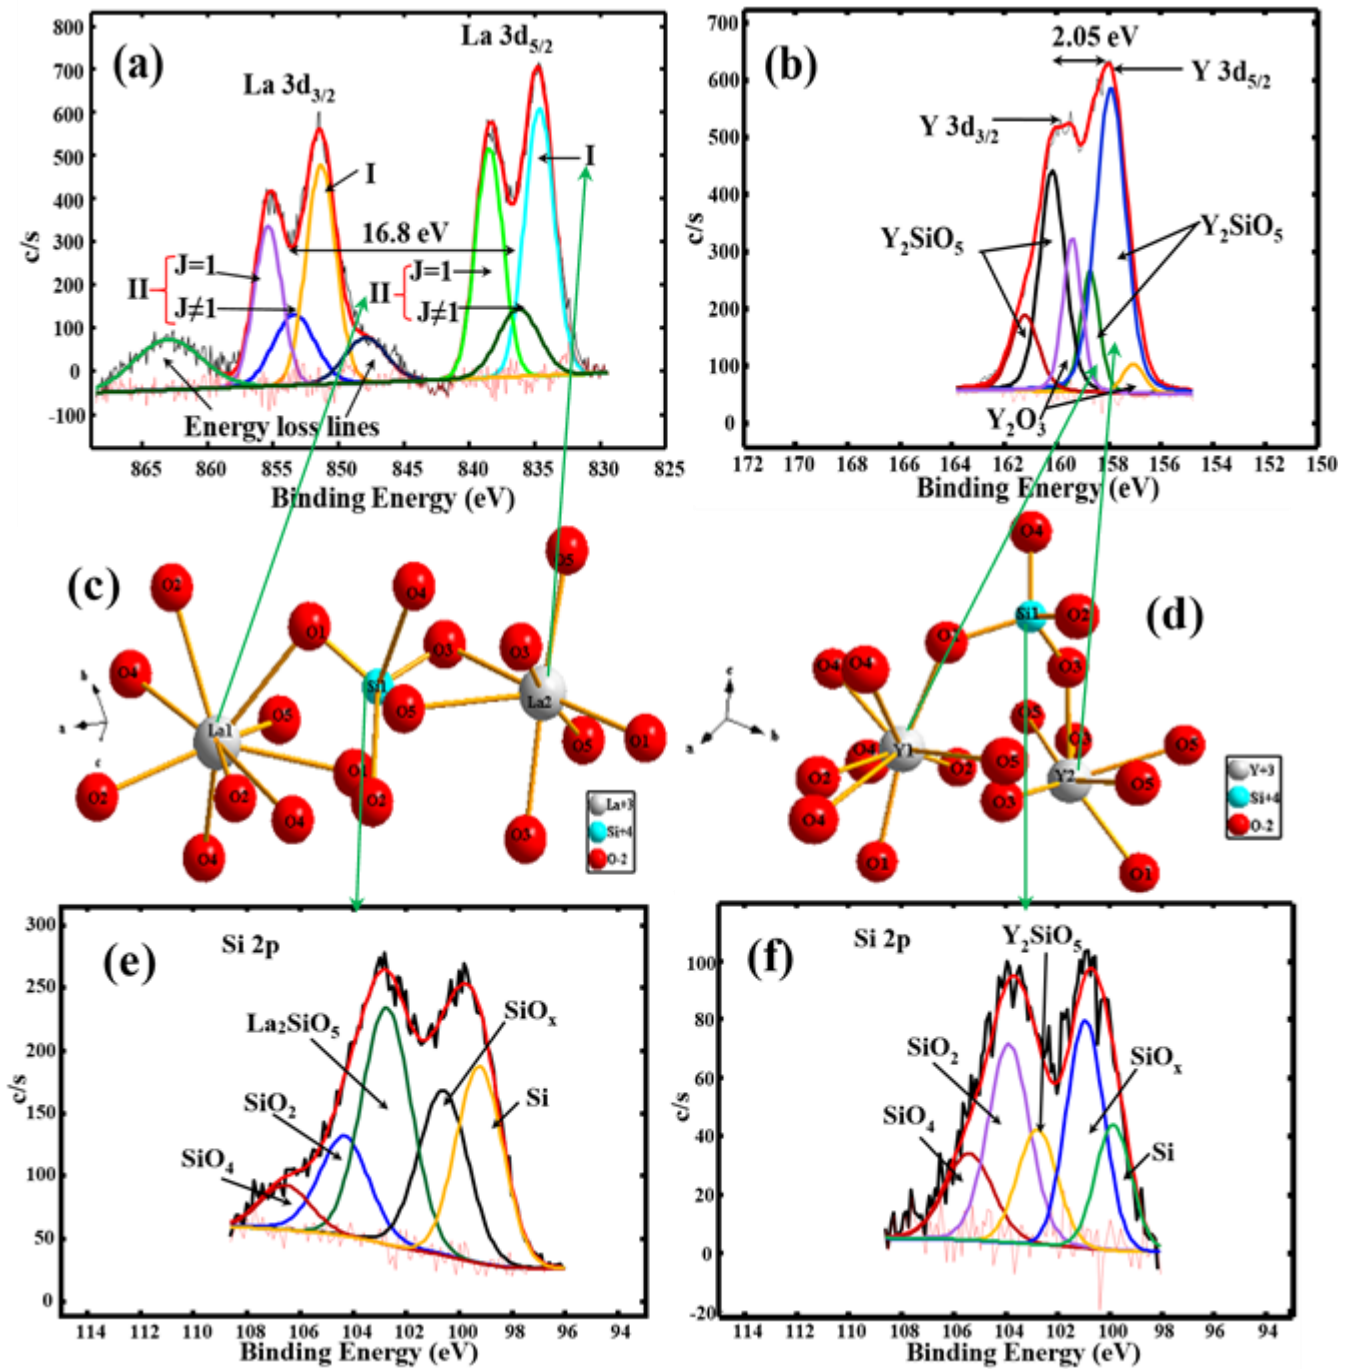 (a)
La 3d5/2
La 3d3/2
I
I
16.8 eV
II
J=1
J≠1
II
J=1
J≠1
Energy loss lines
c/s
800
700
600
500
400
300
200
100
0
-100
865 860 855 850 845 840 835 830 825
Binding Energy (eV)
(b)
2.05 eV
Y 3d5/2
Y 3d3/2
Y2SiO5
Y2SiO5
Y2O3
c/s
700
600
500
400
300
200
100
0
172 170 168 166 164 162 160 158 156 154 152 150
Binding Energy (eV)
(c)
O2
O4
O1
O5
O4
O3
O3
O5
La1
Si1
O5
La2
O5
O1
O2
O2
O4
O1
O2
O4
O3
a
b
c
La+3
Si+4
O-2
(d)
O4
Si1
O2
O3
O4
O4
O5
O5
Y1
O4
O2
O2
O5
Y2
O5
O3
O4
O1
O1
a
b
c
Y+3
Si+4
O-2
(e)
Si 2p
La2SiO5
SiOx
SiO2
Si
SiO4
c/s
300
250
200
150
100
50
0
114 112 110 108 106 104 102 100 98 96 94
Binding Energy (eV)
(f)
Si 2p
Y2SiO5
SiO2
SiOx
SiO4
Si
c/s
100
80
60
40
20
0
-20
114 112 110 108 106 104 102 100 98 96 94
Binding Energy (eV)